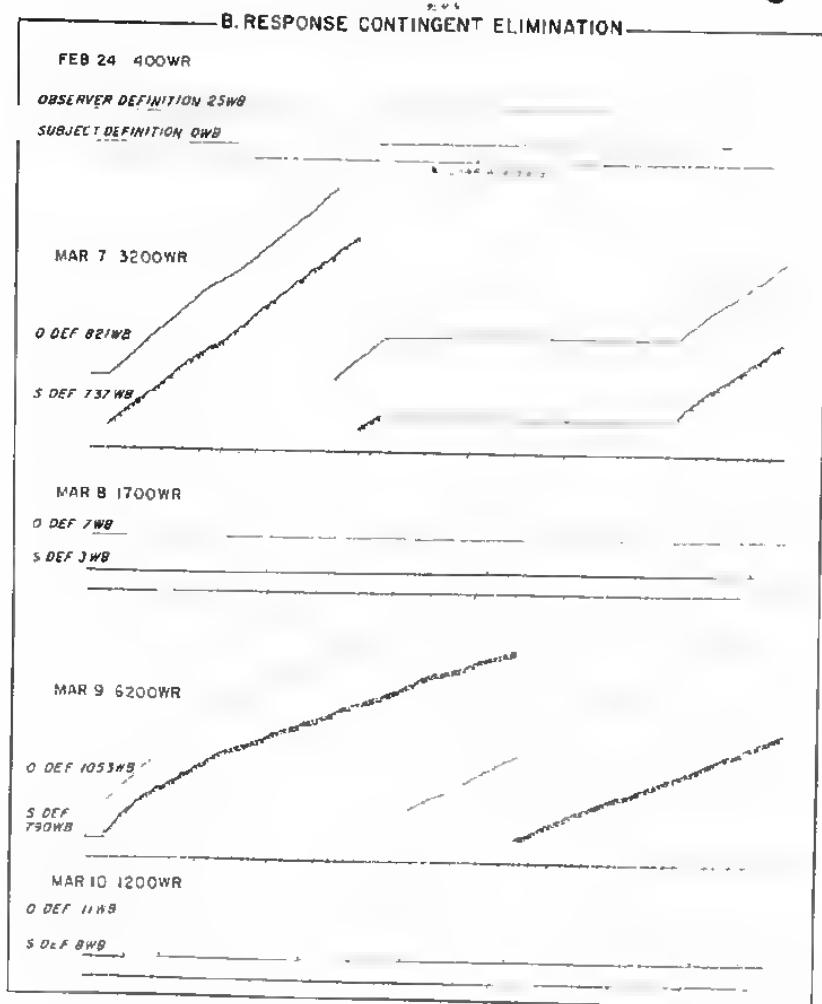 B. RESPONSE CONTINGENT ELIMINATION
FEB 24 400WR
OBSERVER DEFINITION 25WB
SUBJECT DEFINITION 0WB
MAR 7 3200WR
O DEF 821WB
S DEF 737WB
MAR 8 1700WR
O DEF 7WB
S DEF 3WB
MAR 9 6200WR
O DEF 1053WB
S DEF
790WB
MAR 10 1200WR
O DEF 11WB
S DEF 8WB